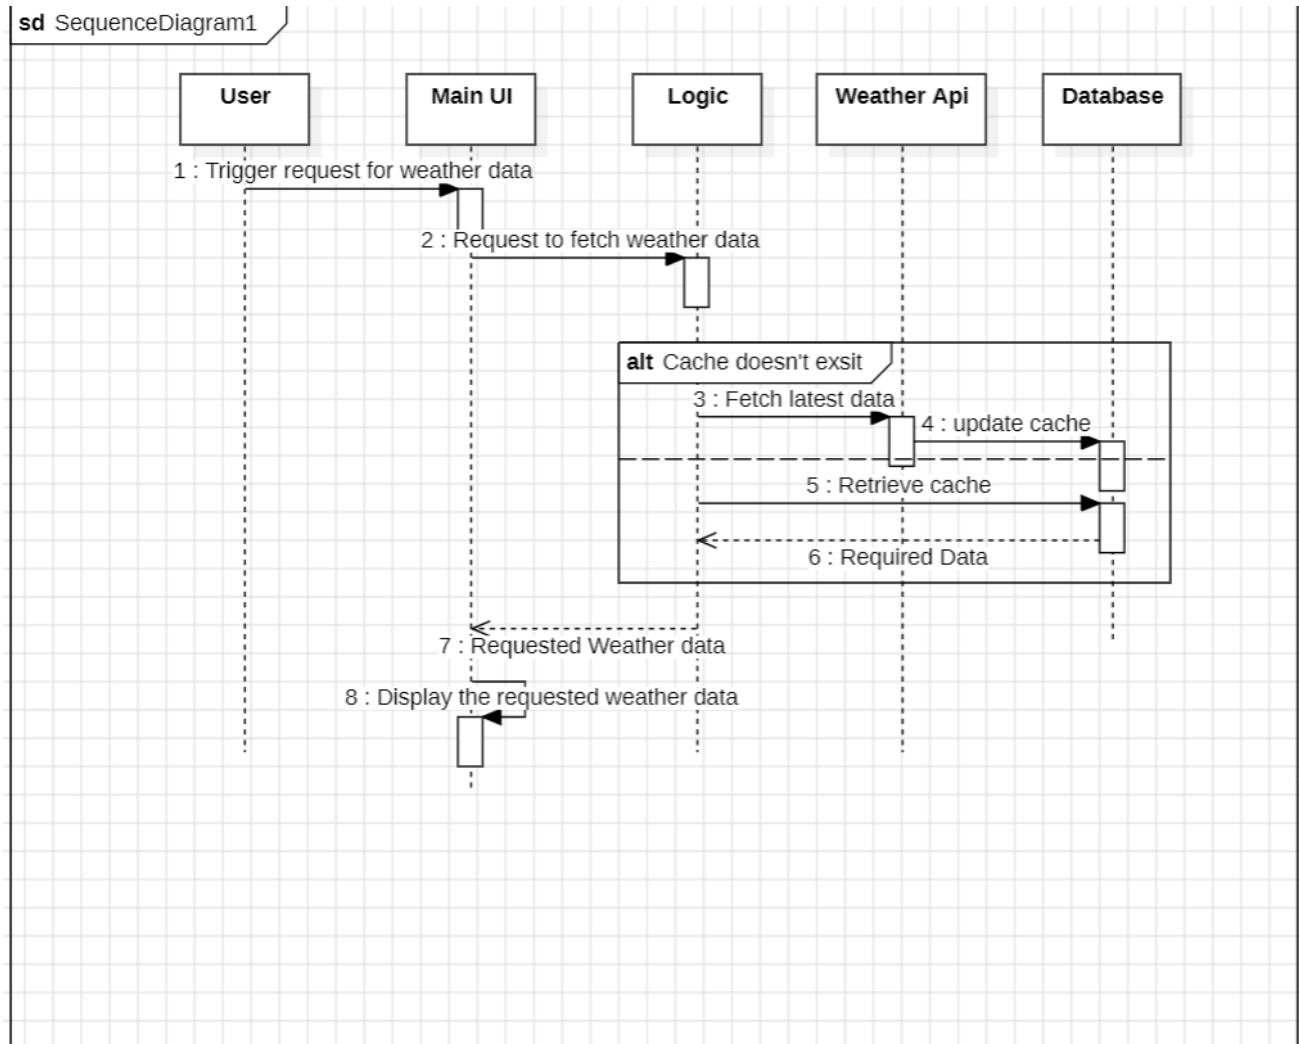 sd SequenceDiagram1
User
Main UI
Logic
Weather Api
Database
1 : Trigger request for weather data
2 : Request to fetch weather data
alt Cache doesn't exsit
3 : Fetch latest data
4 : update cache
5 : Retrieve cache
6 : Required Data
7 : Requested Weather data
8 : Display the requested weather data